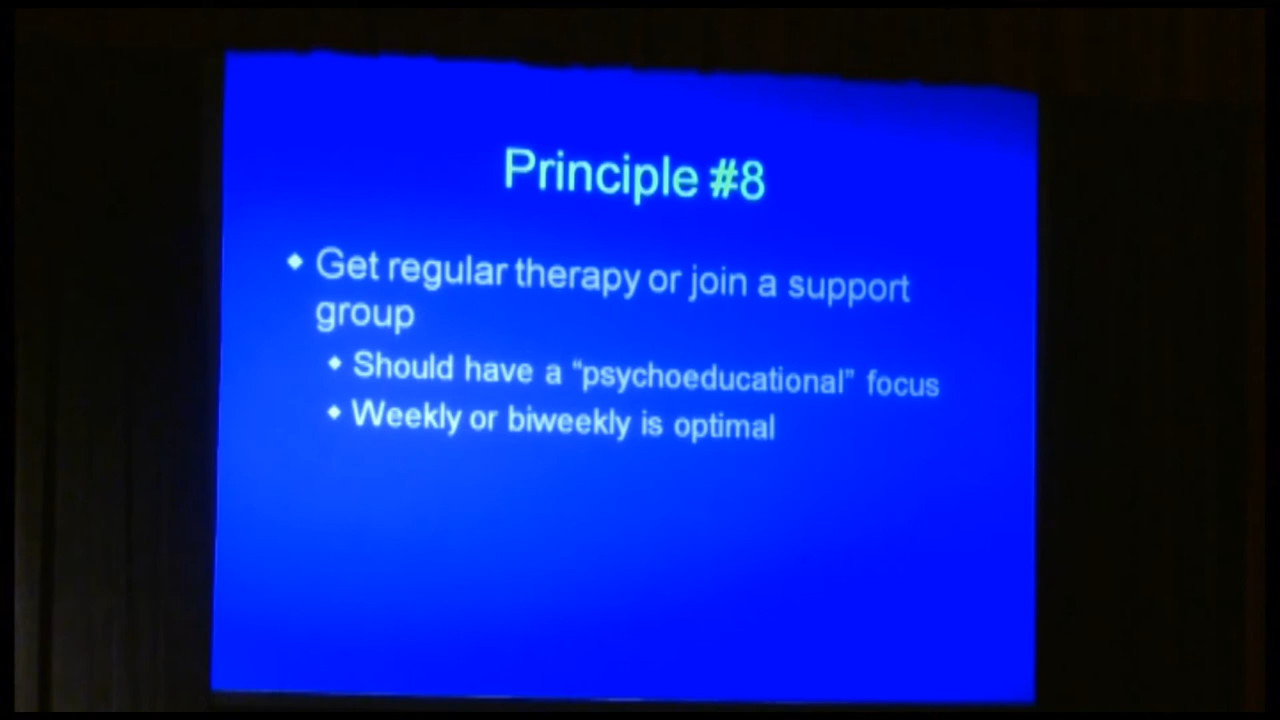 Principle #8
Get regular therapy or join a support
group
Should have a “psychoeducational” focus
Weekly or biweekly is optimal